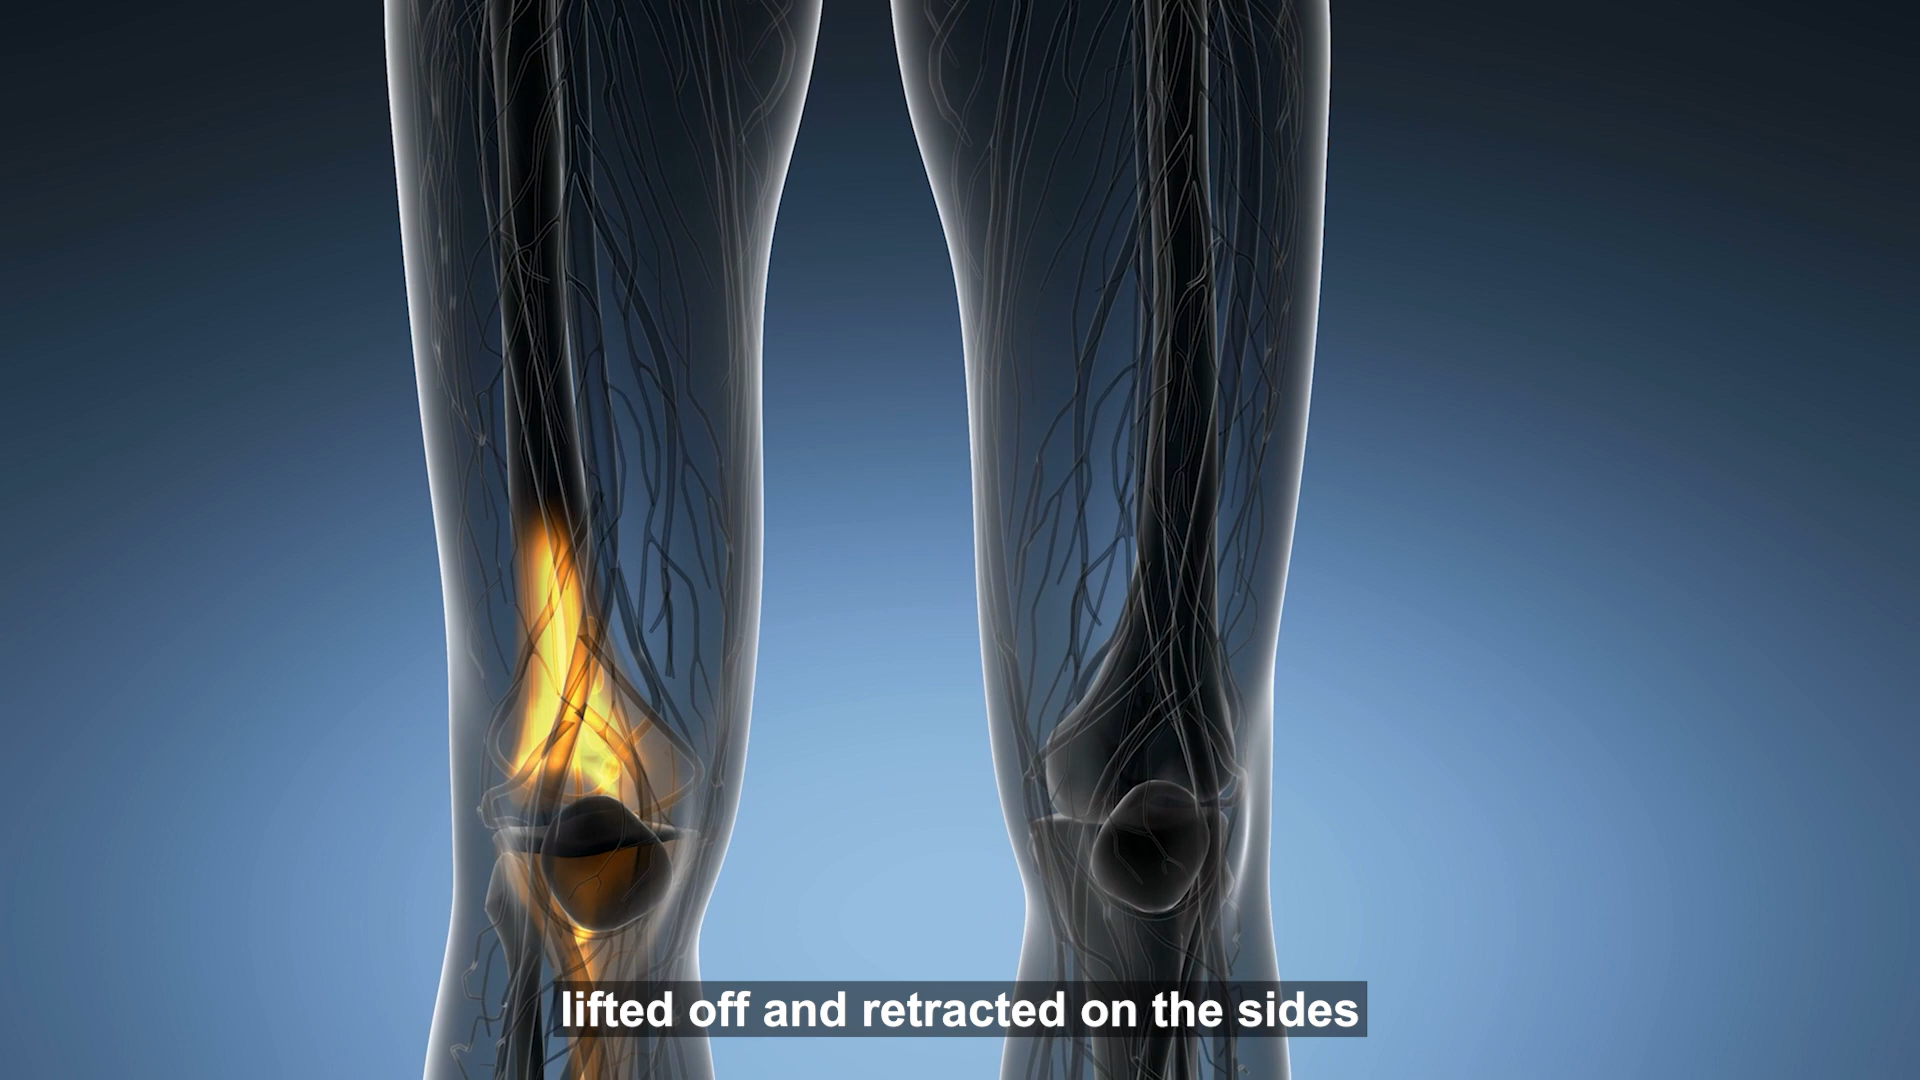 lifted off and retracted on the sides